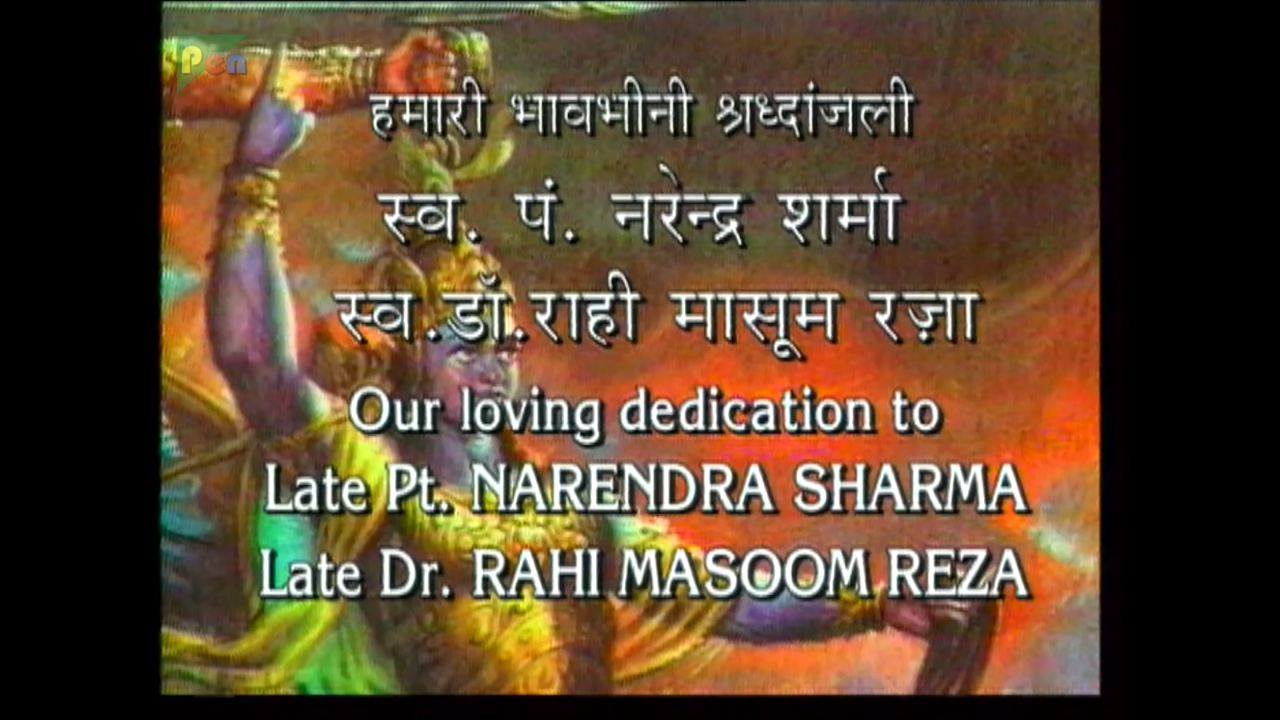 Pen
हमारी भावभीनी श्रध्दांजली
स्व. पं. नरेन्द्र शर्मा
स्व.डॉ.राही मासूम रज़ा
Our loving dedication to
Late Pt. NARENDRA SHARMA
Late Dr. RAHI MASOOM REZA